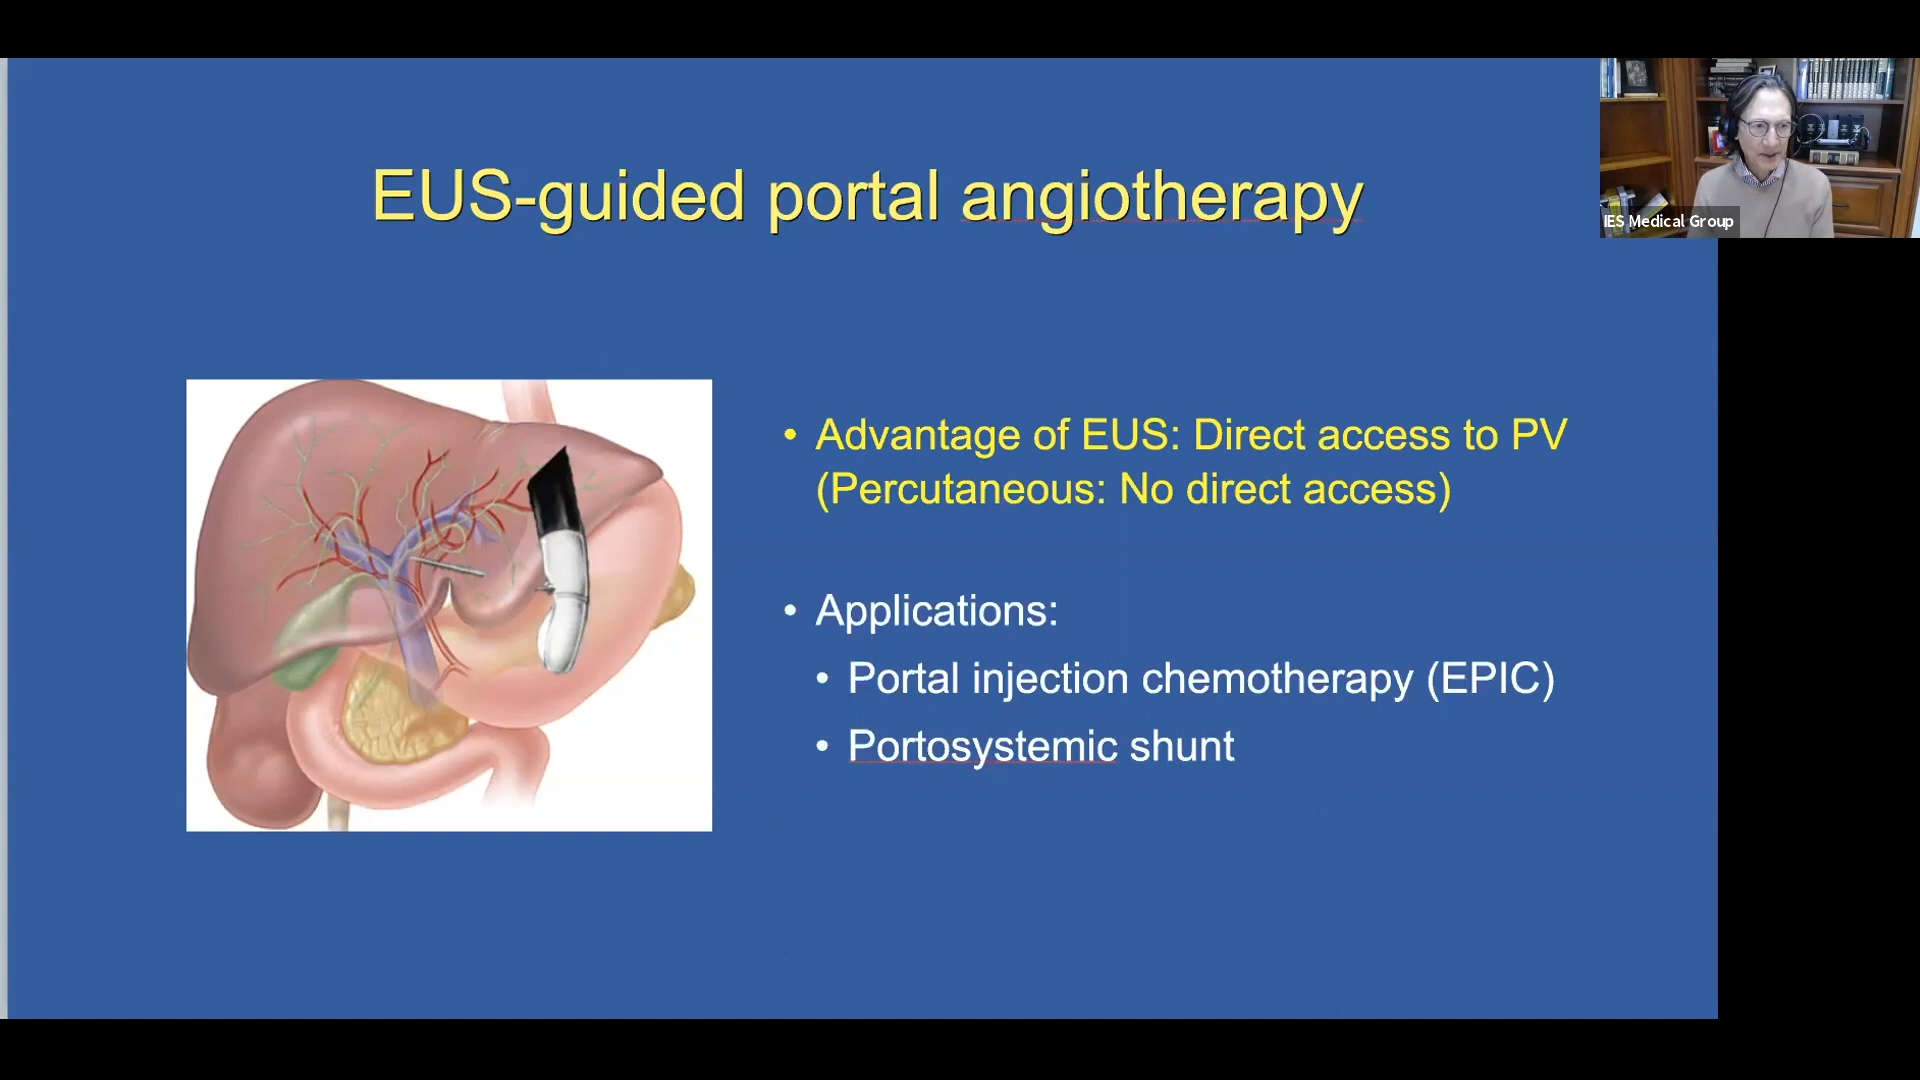 IES Medical Group
EUS-guided portal angiotherapy
• Advantage of EUS: Direct access to PV
(Percutaneous: No direct access)
• Applications:
• Portal injection chemotherapy (EPIC)
• Portosystemic shunt